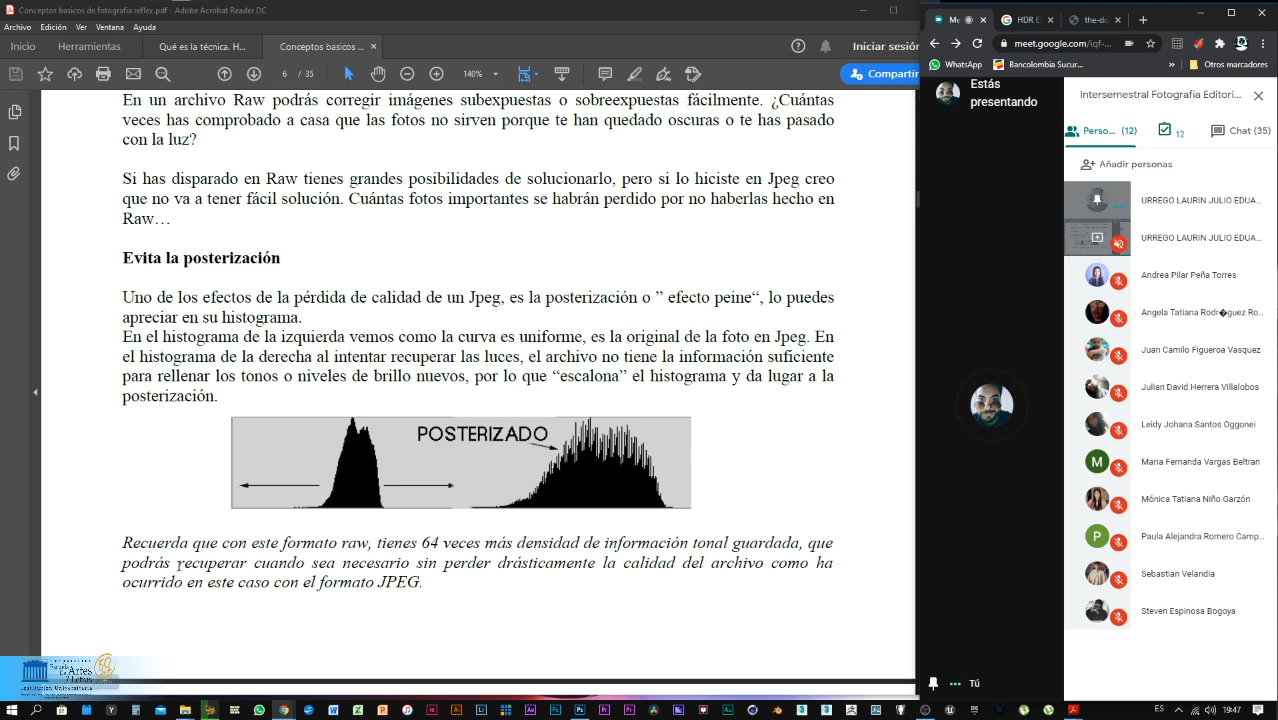 Conceptos basicos de fotografía reflex.pdf - Adobe Acrobat Reader DC
Archivo Edición Ver Ventana Ayuda
Inicio Herramientas Qué es la técnica. H... Conceptos basicos ... × Iniciar sesión
6 / 35 140% Compartir
En un archivo Raw podrás corregir imágenes subexpuestas o sobreexpuestas fácilmente. ¿Cuántas
veces has comprobado a casa que las fotos no sirven porque te han quedado oscuras o te has pasado
con la luz?
Si has disparado en Raw tienes grandes posibilidades de solucionarlo, pero si lo hiciste en Jpeg creo
que no va a tener fácil solución. Cuántas fotos importantes se habrán perdido por no haberlas hecho en
Raw…
Evita la posterización
Uno de los efectos de la pérdida de calidad de un Jpeg, es la posterización o ” efecto peine“, lo puedes
apreciar en su histograma.
En el histograma de la izquierda vemos como la curva es uniforme, es la original de la foto en Jpeg. En
el histograma de la derecha al intentar recuperar las luces, el archivo no tiene la información suficiente
para rellenar los tonos o niveles de brillo nuevos, por lo que “escalona” el histograma y da lugar a la
posterización.
POSTERIZADO
Recuerda que con este formato raw, tienes 64 veces más densidad de información tonal guardada, que
podrás recuperar cuando sea necesario sin perder drásticamente la calidad del archivo como ha
ocurrido en este caso con el formato JPEG.
Me HDR E the-do
meet.google.com/iqf-...
WhatsApp Bancolombia Sucur... » Otros marcadores
Estás
presentando
Intersemestral Fotografía Editori...
Perso... (12) 12 Chat (35)
Añadir personas
URREGO LAURIN JULIO EDUA...
URREGO LAURIN JULIO EDUA...
Andrea Pilar Peña Torres
Angela Tatiana Rodr�guez Ro...
Juan Camilo Figueroa Vasquez
Julian David Herrera Villalobos
Leidy Johana Santos Oggonei
M Maria Fernanda Vargas Beltran
Mónica Tatiana Niño Garzón
P Paula Alejandra Romero Camp...
Sebastian Velandia
Steven Espinosa Bogoya
Tú
ES 19:47